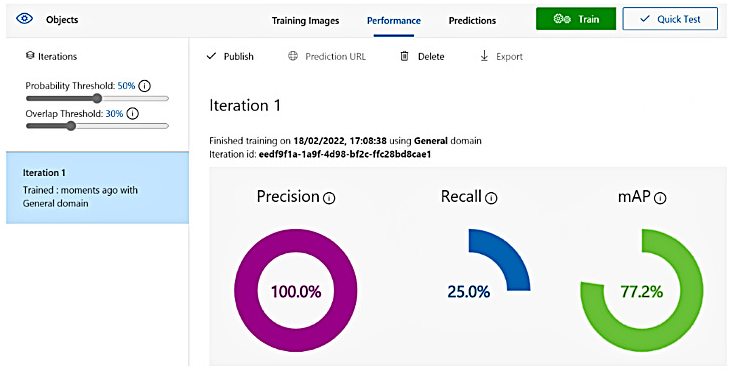 Objects
Training Images Performance Predictions
Train
Quick Test
Iterations
Probability Threshold: 50%
Overlap Threshold: 30%
Iteration 1
Trained : moments ago with
General domain
Publish Prediction URL Delete Export
Iteration 1
Finished training on 18/02/2022, 17:08:38 using General domain
Iteration id: eedf9f1a-1a9f-4d98-bf2c-ffc28bd8cae1
Precision Recall mAP
100.0% 25.0% 77.2%